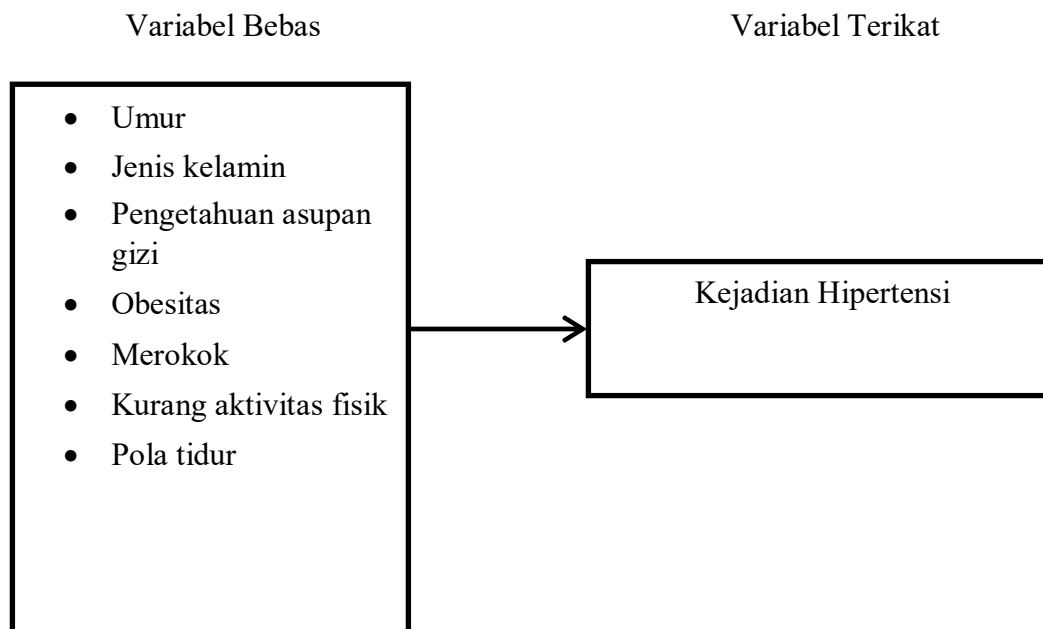 Variabel Bebas
Variabel Terikat
• Umur
• Jenis kelamin
• Pengetahuan asupan
gizi
• Obesitas
• Merokok
• Kurang aktivitas fisik
• Pola tidur
Kejadian Hipertensi